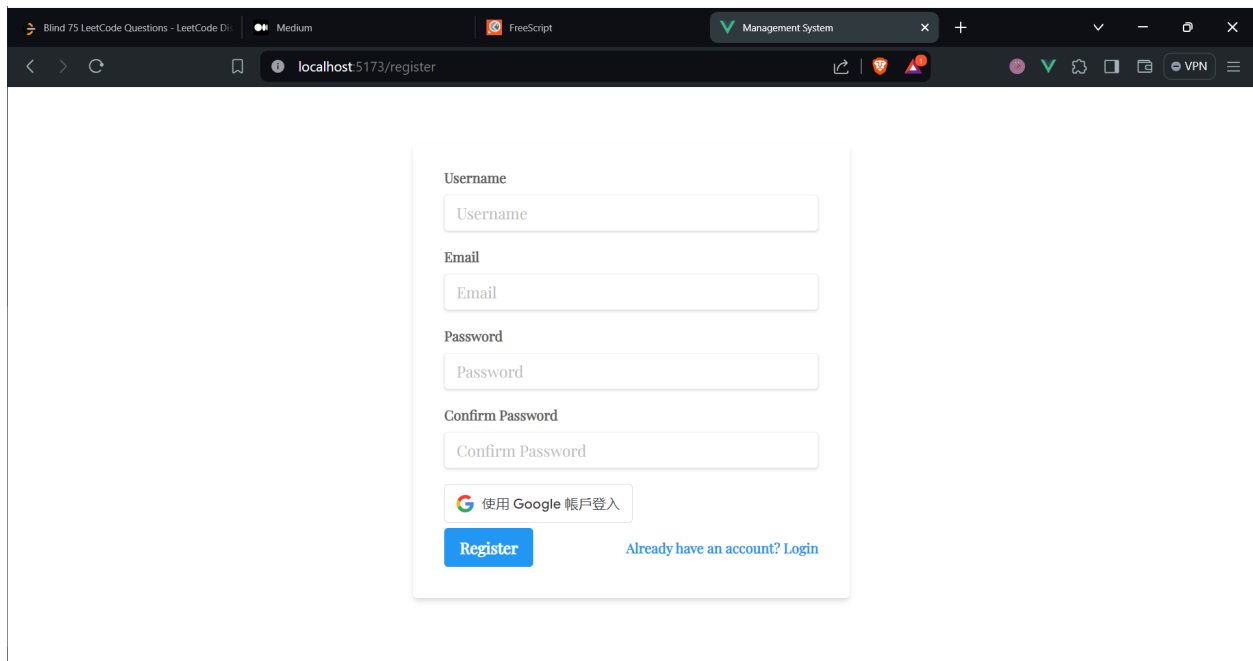 Blind 75 LeetCode Questions - LeetCode Di
Medium
FreeScript
Management System
localhost:5173/register
1
VPN
Username
Username
Email
Email
Password
Password
Confirm Password
Confirm Password
使用 Google 帳戶登入
Register
Already have an account? Login